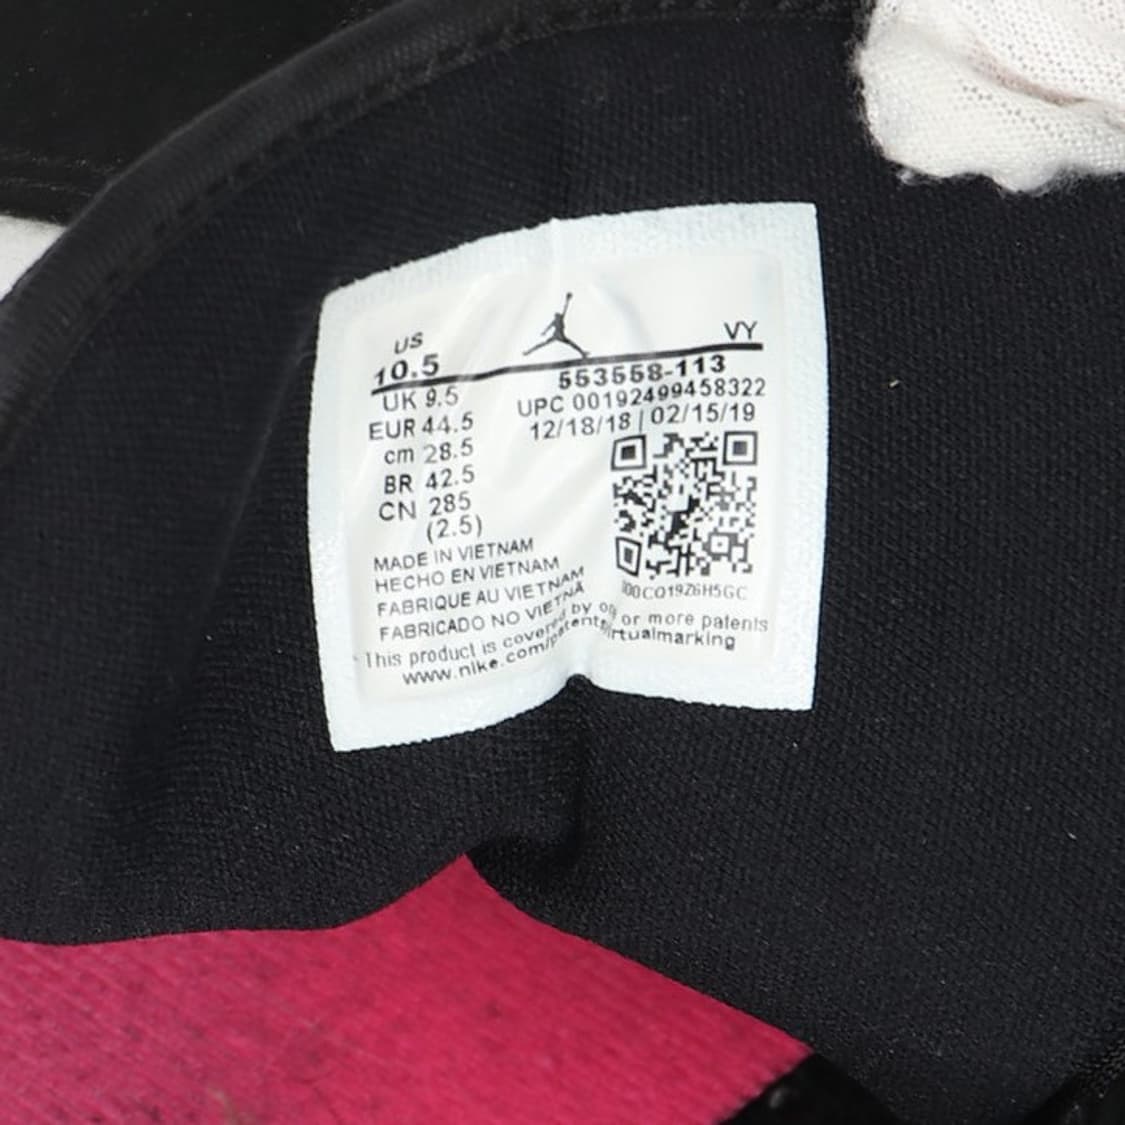 US
10.5
VY
UK 9.5
EUR 44.5
cm 28.5
BR 42.5
CN 285
(2.5)
553558-113
UPC 00192499458322
12/18/18 | 02/15/19
MADE IN VIETNAM
HECHO EN VIETNAM
FABRIQUE AU VIETNAM
FABRICADO NO VIETNÃ
00CO19Z6H5GC
This product is covered by or more patents
www.nike.com/patents